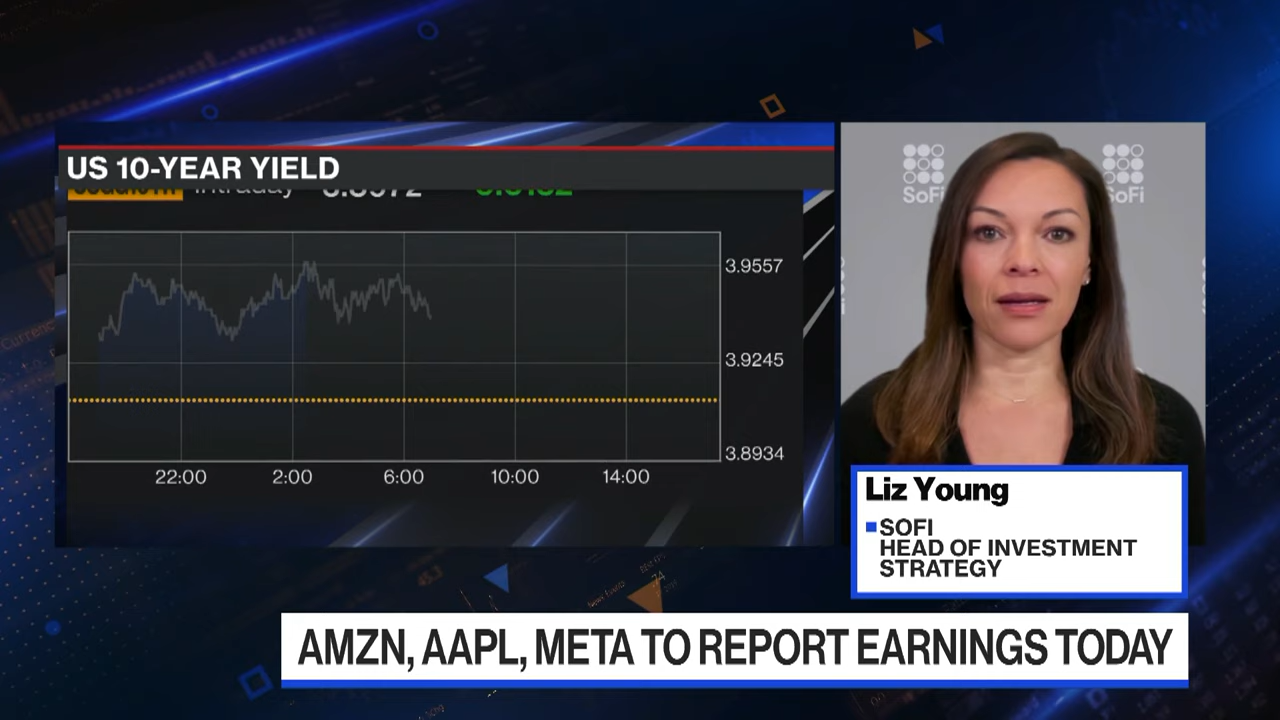 US 10-YEAR YIELD
Intraday
3.9557
3.9245
3.8934
22:00 2:00 6:00 10:00 14:00
SoFi SoFi
Liz Young
SOFI
HEAD OF INVESTMENT
STRATEGY
AMZN, AAPL, META TO REPORT EARNINGS TODAY